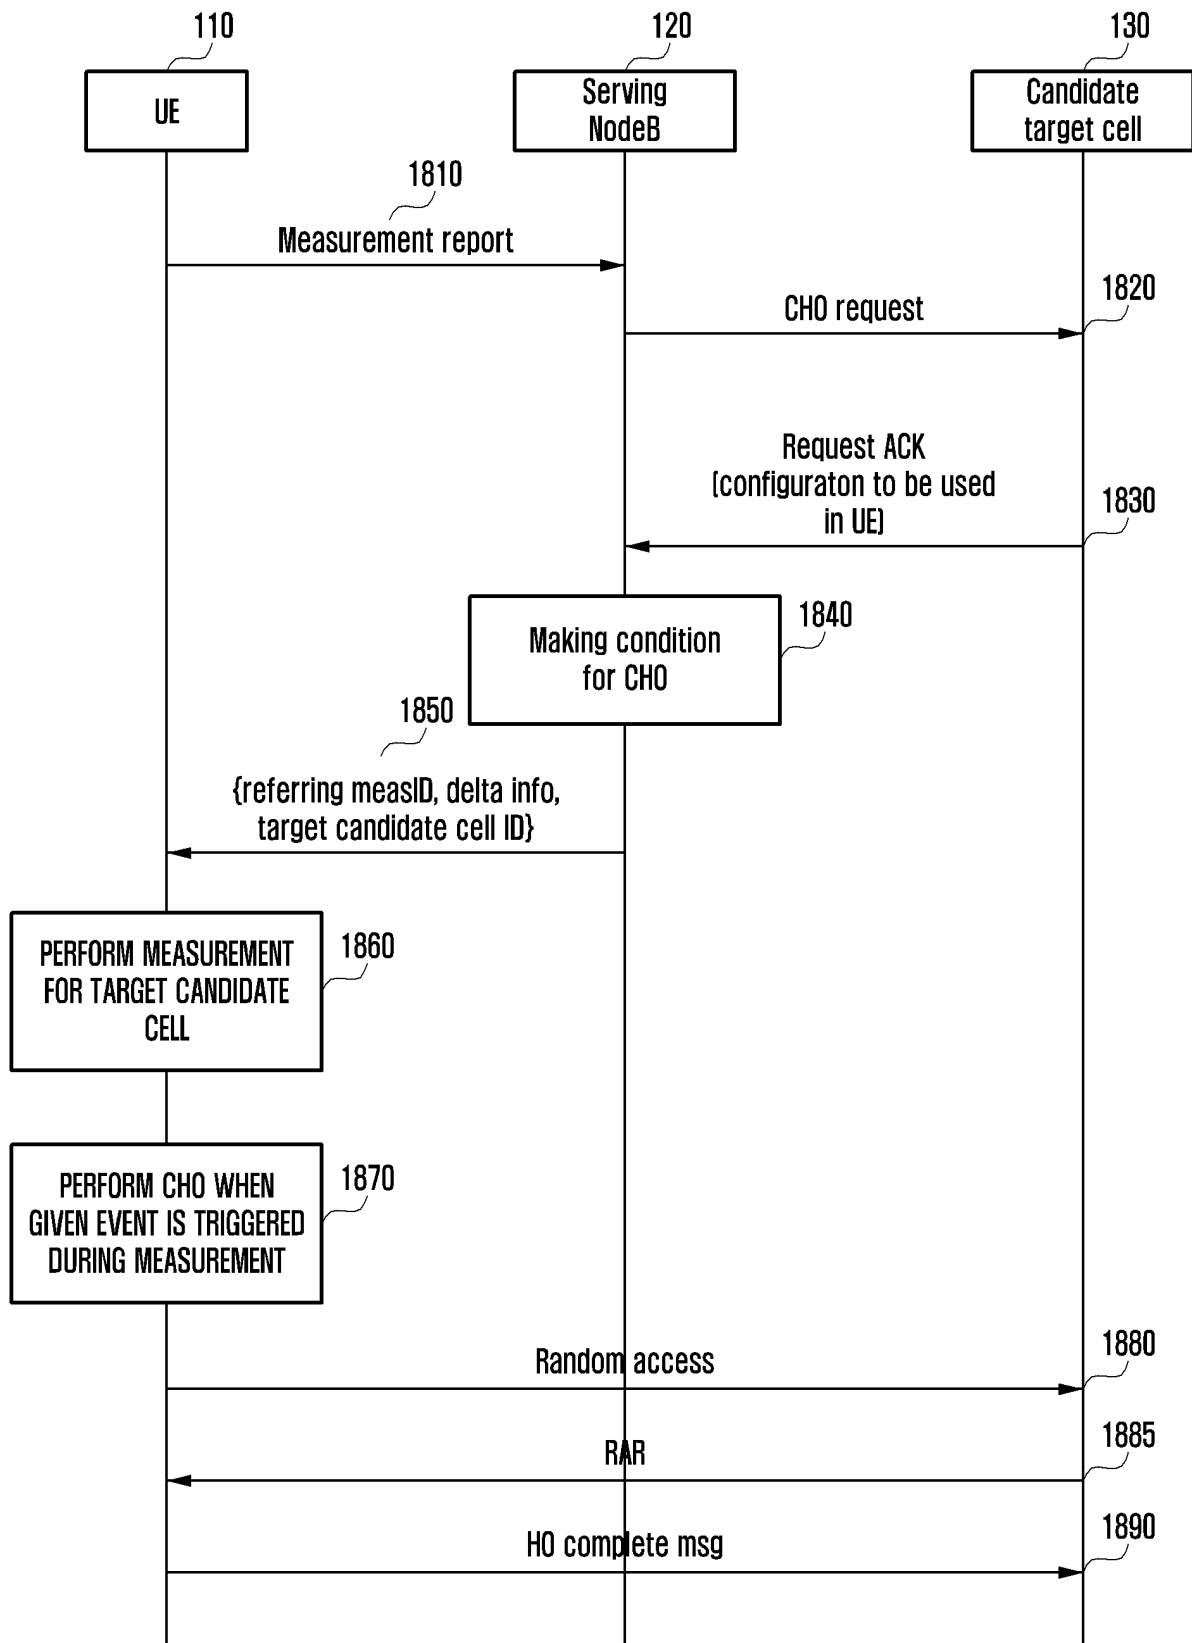 110
120
130
UE
Serving
NodeB
Candidate
target cell
1810
Measurement report
CHO request
1820
Request ACK
(configuraton to be used
in UE)
1830
Making condition
for CHO
1840
1850
{referring measID, delta info,
target candidate cell ID}
PERFORM MEASUREMENT
FOR TARGET CANDIDATE
CELL
1860
PERFORM CHO WHEN
GIVEN EVENT IS TRIGGERED
DURING MEASUREMENT
1870
Random access
1880
RAR
1885
HO complete msg
1890